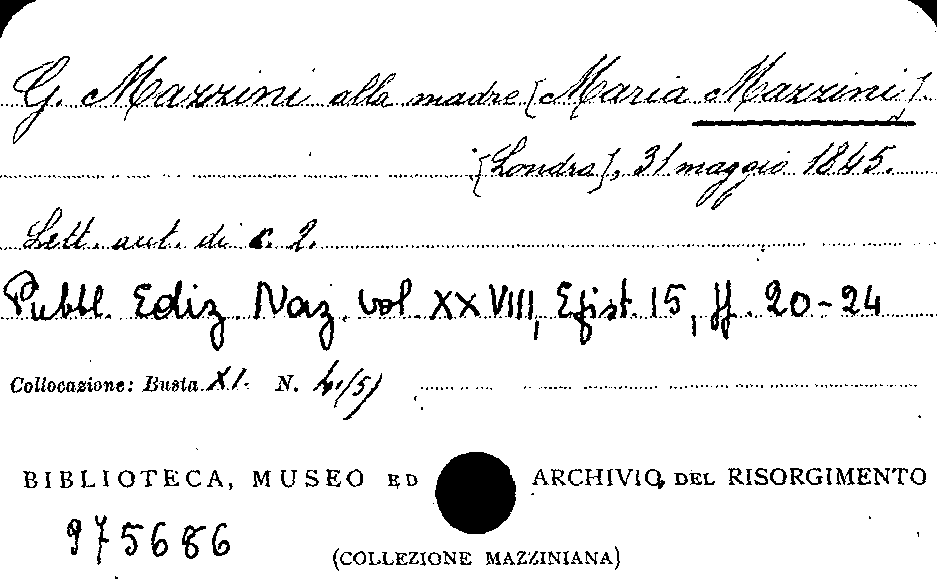 G. Mazzini alla madre [Maria Mazzini].
[Londra], 31 maggio 1845.
Lett. aut. di c. 2.
Pubbl. Ediz. Naz. vol. XXVIII, Epist. 15, pp. 20-24
Collocazione: Busta XI. N. 4/5)
BIBLIOTECA, MUSEO ED ARCHIVIO DEL RISORGIMENTO
975686
(COLLEZIONE MAZZINIANA)